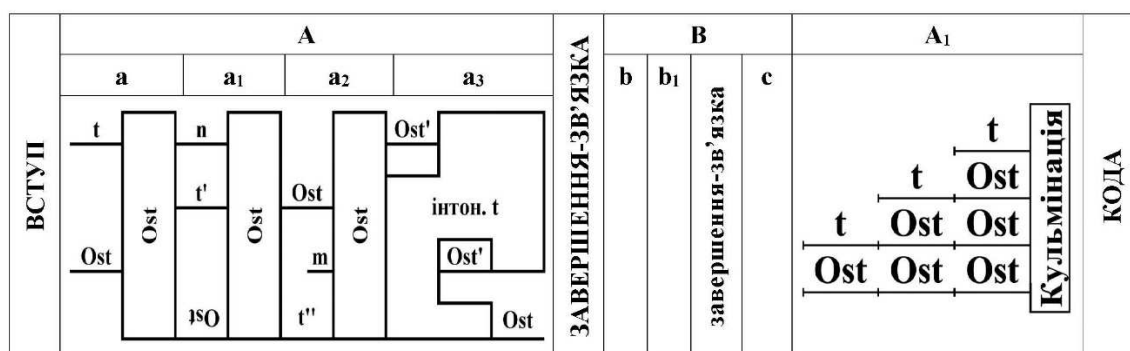 ВСТУП
A
a
a1
a2
a3
t
Ost
Ost
n
t'
Ost
Ost
Ost
m
t''
Ost
Ost'
інтон. t
Ost'
Ost
ЗАВЕРШЕННЯ-ЗВ’ЯЗКА
B
b
b1
завершення-зв’язка
c
A1
t
t Ost
t Ost Ost
Ost Ost Ost
Кульмінація
КОДА